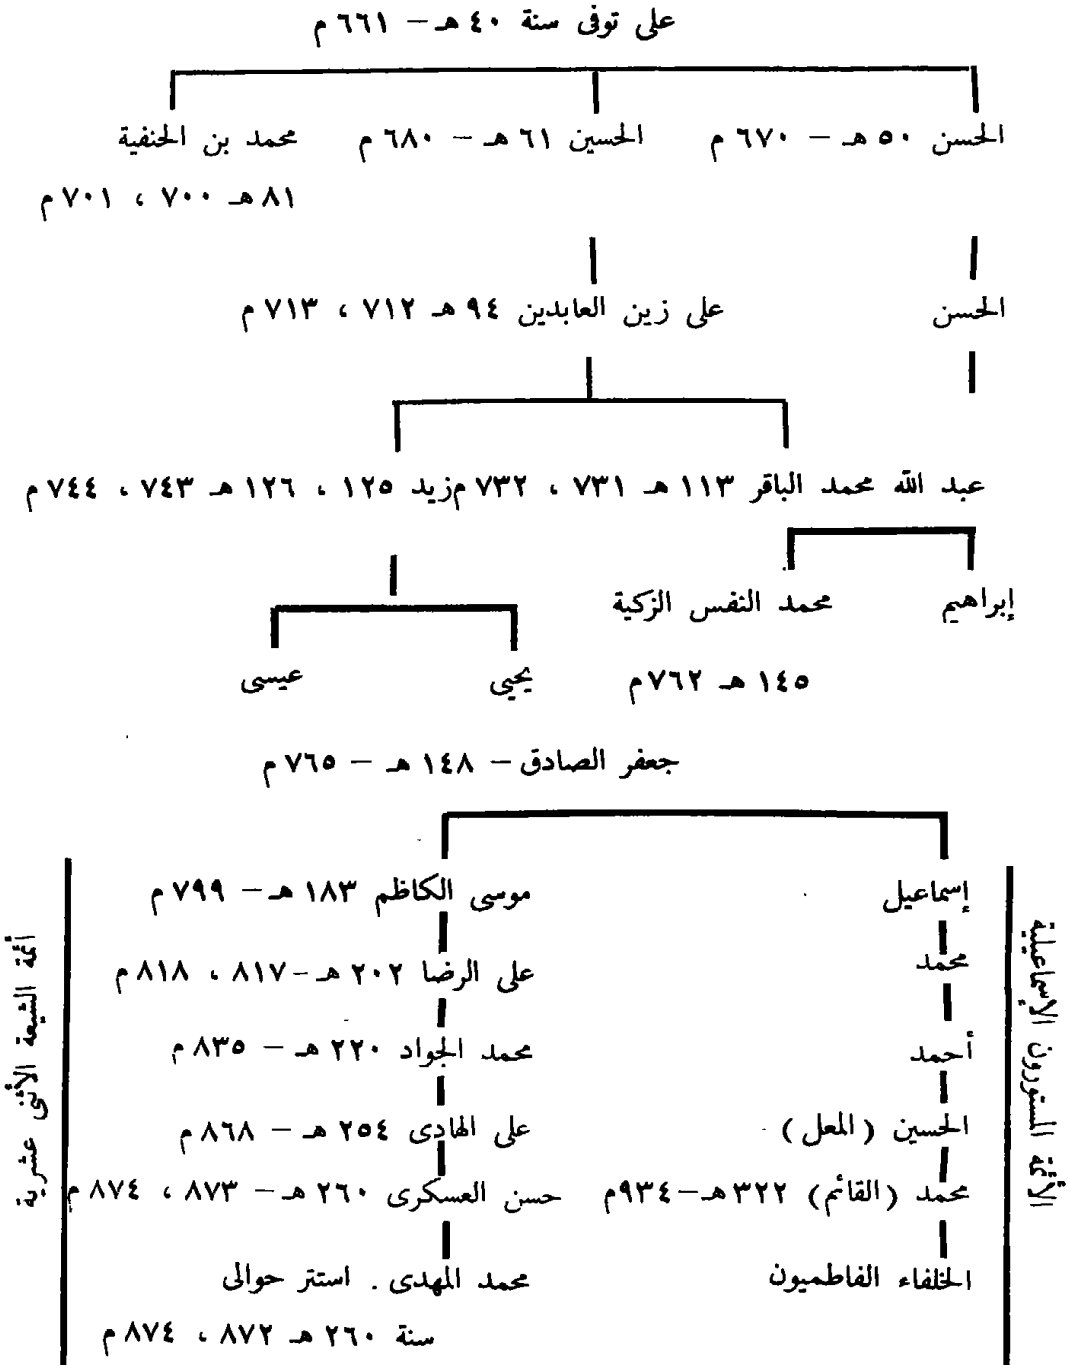 على توفى سنة ٤٠ هـ – ٦٦١ م
الحسن ٥٠ هـ – ٦٧٠ م
الحسين ٦١ هـ – ٦٨٠ م
محمد بن الحنفية
٨١ هـ ٧٠٠ ، ٧٠١ م
الحسن
على زين العابدين ٩٤ هـ ٧١٢ ، ٧١٣ م
عبد الله محمد الباقر ١١٣ هـ ٧٣١ ، ٧٣٢ م زيد ١٢٥ ، ١٢٦ هـ ٧٤٣ ، ٧٤٤ م
إبراهيم
محمد النفس الزكية
١٤٥ هـ ٧٦٢ م
يحيى
عيسى
جعفر الصادق – ١٤٨ هـ – ٧٦٥ م
الأئمة المستورون الإسماعيلية
إسماعيل
محمد
أحمد
الحسين (المعل)
محمد (القائم) ٣٢٢ هـ – ٩٣٤ م
الخلفاء الفاطميون
موسى الكاظم ١٨٣ هـ – ٧٩٩ م
على الرضا ٢٠٢ هـ – ٨١٧ ، ٨١٨ م
محمد الجواد ٢٢٠ هـ – ٨٣٥ م
على الهادى ٢٥٤ هـ – ٨٦٨ م
حسن العسكرى ٢٦٠ هـ – ٨٧٣ ، ٨٧٤ م
محمد المهدى . استتر حوالى
سنة ٢٦٠ هـ ٨٧٢ ، ٨٧٤ م
أئمة الشيعة الأثنى عشرية